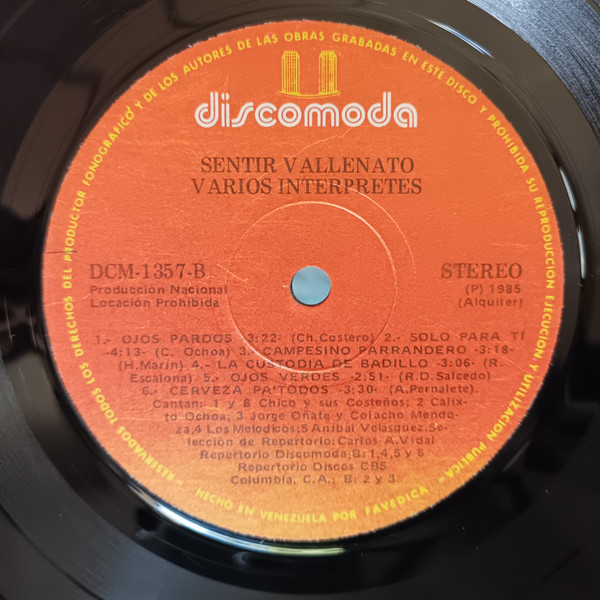 RESERVADOS TODOS LOS DERECHOS DEL PRODUCTOR FONOGRAFICO Y DE LOS AUTORES DE LAS OBRAS GRABADAS EN ESTE DISCO Y PROHIBIDA SU REPRODUCCION EJECUCION Y UTILIZACION PUBLICA"
discomoda
SENTIR VALLENATO
VARIOS INTERPRETES
DCM-1357-B
STEREO
Producción Nacional
(P) 1985
Locación Prohibida
(Alquiler)
1.- OJOS PARDOS -3:22- (Ch.Costero) 2.- SOLO PARA TI
-4:13- (C. Ochoa) 3.- CAMPESINO PARRANDERO -3:18-
(H.Marín) 4.- LA CUSTODIA DE BADILLO -3:06- (R.
Escalona) 5.- OJOS VERDES -2.51- (R.D.Salcedo)
6.- CERVEZA PA'TODOS -3:30- (A.Pernalete).
Cantan: 1 y 8 Chico y sus Costeños; 2 Calix-
to Ochoa; 3 Jorge Oñate y Colacho Mendo-
za,4 Los Melodicos;5 Aníbal Velásquez.Se-
lección de Repertorio:Carlos A.Vidal
Repertorio Discomoda,B: 1,4,5 y 6
Repertorio Discos CBS
Columbia, C.A., B: 2 y 3
" HECHO EN VENEZUELA POR FAVEDICA "